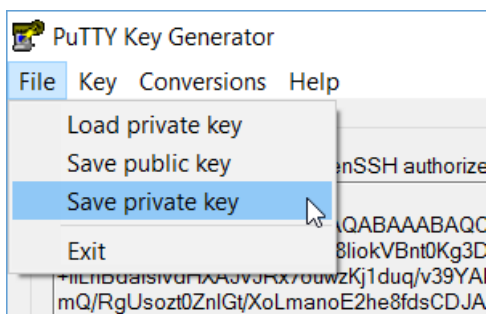 PuTTY Key Generator
File Key Conversions Help
Load private key
Save public key
enSSH authorize
Save private key
AQABAAABAQC
8liokVBnt0Kg3D
Exit
mQ/RgUsozt0ZnlGt/XoLmanoE2he8fdsCDJA